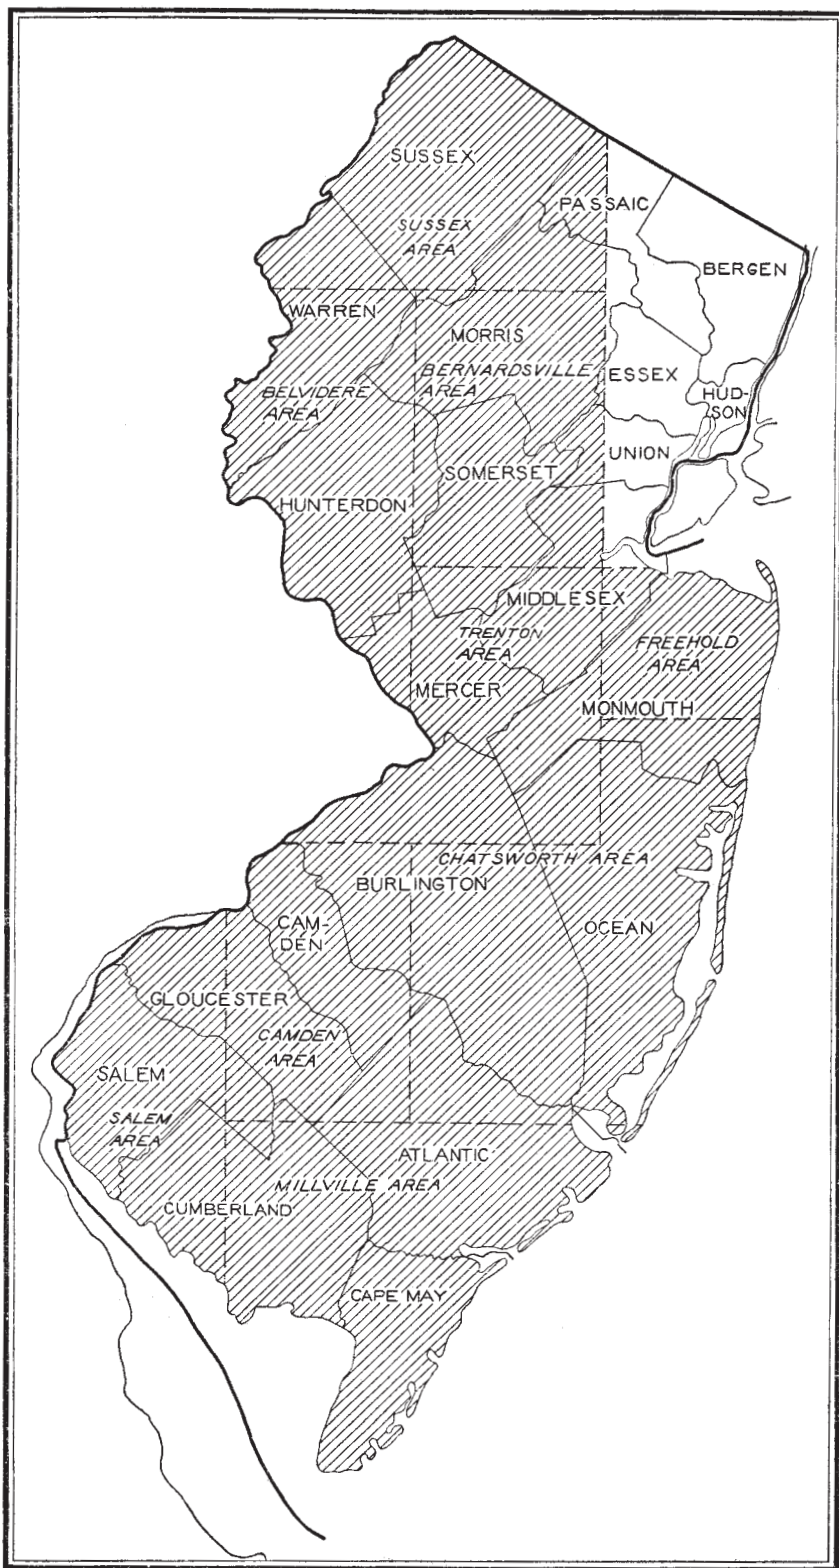 SUSSEX
PASSAIC
SUSSEX
AREA
BERGEN
WARREN
MORRIS
BERNARDSVILLE
AREA
ESSEX
BELVIDERE
AREA
HUD-
SON
UNION
SOMERSET
HUNTERDON
MIDDLESEX
TRENTON
AREA
FREEHOLD
AREA
MERCER
MONMOUTH
CHATSWORTH AREA
BURLINGTON
CAM-
DEN
OCEAN
GLOUCESTER
CAMDEN
AREA
SALEM
SALEM
AREA
ATLANTIC
MILLVILLE AREA
CUMBERLAND
CAPE MAY